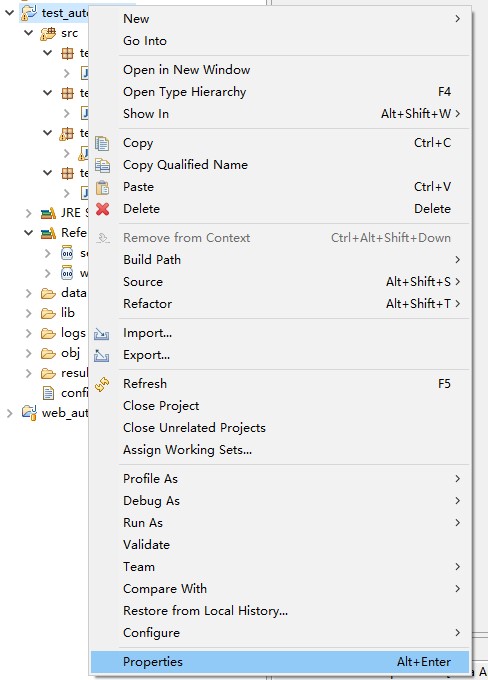 test_auto
New
Go Into
src
Open in New Window
te
Open Type Hierarchy F4
te
Show In Alt+Shift+W
te
Copy Ctrl+C
Copy Qualified Name
te
Paste Ctrl+V
Delete Delete
JRE S
Refe
Remove from Context Ctrl+Alt+Shift+Down
se
Build Path
w
Source Alt+Shift+S
data
Refactor Alt+Shift+T
lib
logs
Import...
obj
Export...
resul
Refresh F5
confi
Close Project
web_aut
Close Unrelated Projects
Assign Working Sets...
Profile As
Debug As
Run As
Validate
Team
Compare With
Restore from Local History...
Configure
Properties Alt+Enter